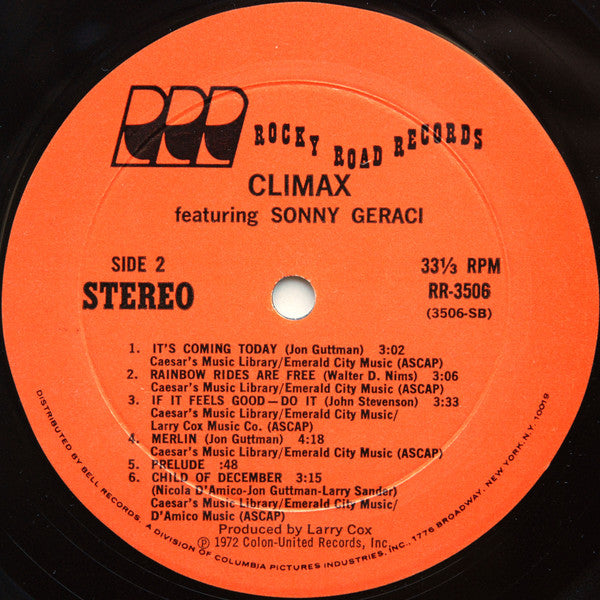 RRR ROCKY ROAD RECORDS
CLIMAX
featuring SONNY GERACI
SIDE 2
STEREO
33⅓ RPM
RR-3506
(3506-SB)
1. IT'S COMING TODAY (Jon Guttman) 3:02
Caesar's Music Library/Emerald City Music (ASCAP)
2. RAINBOW RIDES ARE FREE (Walter D. Nims) 3:06
Caesar's Music Library/Emerald City Music (ASCAP)
3. IF IT FEELS GOOD—DO IT (John Stevenson) 3:33
Caesar's Music Library/Emerald City Music/
Larry Cox Music Co. (ASCAP)
4. MERLIN (Jon Guttman) 4:18
Caesar's Music Library/Emerald City Music (ASCAP)
5. PRELUDE :48
6. CHILD OF DECEMBER 3:15
(Nicola D'Amico-Jon Guttman-Larry Sander)
Caesar's Music Library/Emerald City Music/
D'Amico Music (ASCAP)
Produced by Larry Cox
℗ 1972 Colon-United Records, Inc.
DISTRIBUTED BY BELL RECORDS, A DIVISION OF COLUMBIA PICTURES INDUSTRIES, INC., 1776 BROADWAY, NEW YORK, N.Y. 10019